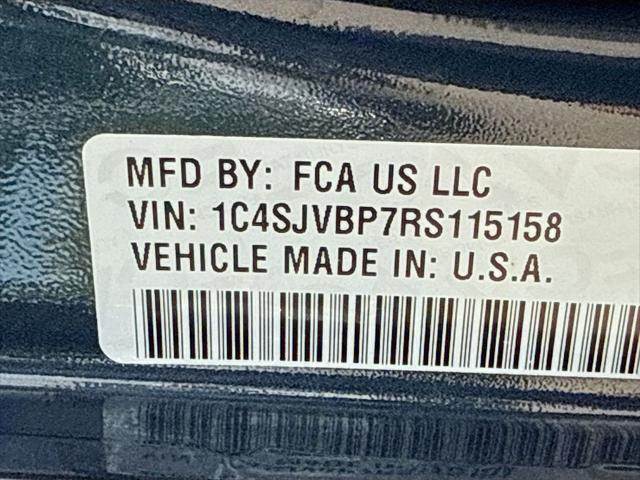 MFD BY: FCA US LLC
VIN: 1C4SJVBP7RS115158
VEHICLE MADE IN: U.S.A.